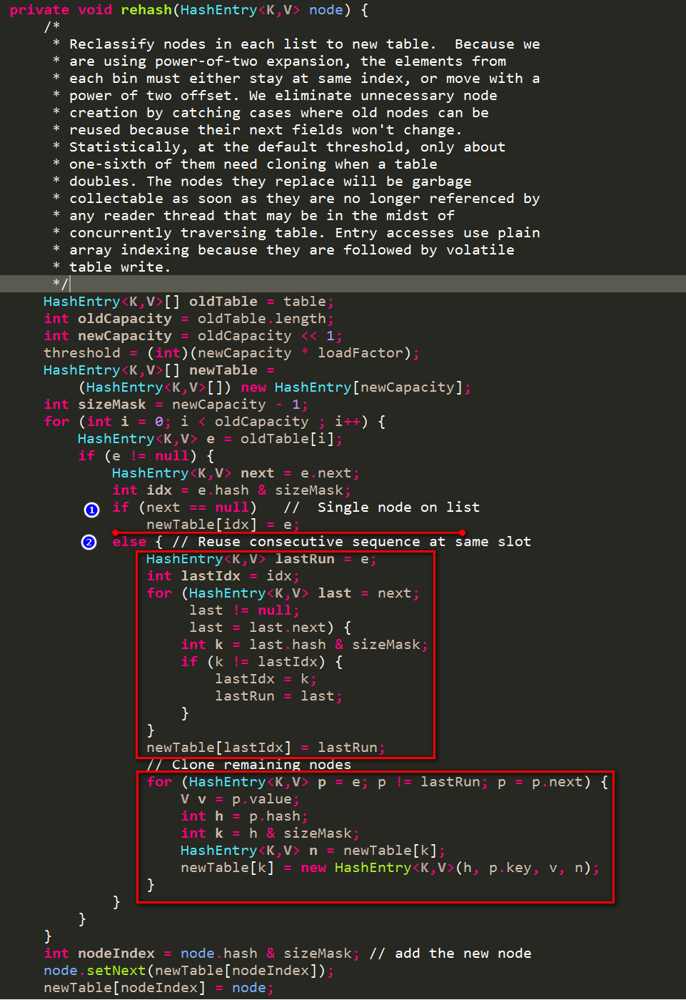 private void rehash(HashEntry<K,V> node) {
/*
* Reclassify nodes in each list to new table.  Because we
* are using power-of-two expansion, the elements from
* each bin must either stay at same index, or move with a
* power of two offset. We eliminate unnecessary node
* creation by catching cases where old nodes can be
* reused because their next fields won't change.
* Statistically, at the default threshold, only about
* one-sixth of them need cloning when a table
* doubles. The nodes they replace will be garbage
* collectable as soon as they are no longer referenced by
* any reader thread that may be in the midst of
* concurrently traversing table. Entry accesses use plain
* array indexing because they are followed by volatile
* table write.
*/
HashEntry<K,V>[] oldTable = table;
int oldCapacity = oldTable.length;
int newCapacity = oldCapacity << 1;
threshold = (int)(newCapacity * loadFactor);
HashEntry<K,V>[] newTable =
(HashEntry<K,V>[]) new HashEntry[newCapacity];
int sizeMask = newCapacity - 1;
for (int i = 0; i < oldCapacity ; i++) {
HashEntry<K,V> e = oldTable[i];
if (e != null) {
HashEntry<K,V> next = e.next;
int idx = e.hash & sizeMask;
1 if (next == null)   //  Single node on list
newTable[idx] = e;
2 else { // Reuse consecutive sequence at same slot
HashEntry<K,V> lastRun = e;
int lastIdx = idx;
for (HashEntry<K,V> last = next;
last != null;
last = last.next) {
int k = last.hash & sizeMask;
if (k != lastIdx) {
lastIdx = k;
lastRun = last;
}
}
newTable[lastIdx] = lastRun;
// Clone remaining nodes
for (HashEntry<K,V> p = e; p != lastRun; p = p.next) {
V v = p.value;
int h = p.hash;
int k = h & sizeMask;
HashEntry<K,V> n = newTable[k];
newTable[k] = new HashEntry<K,V>(h, p.key, v, n);
}
}
}
}
int nodeIndex = node.hash & sizeMask; // add the new node
node.setNext(newTable[nodeIndex]);
newTable[nodeIndex] = node;